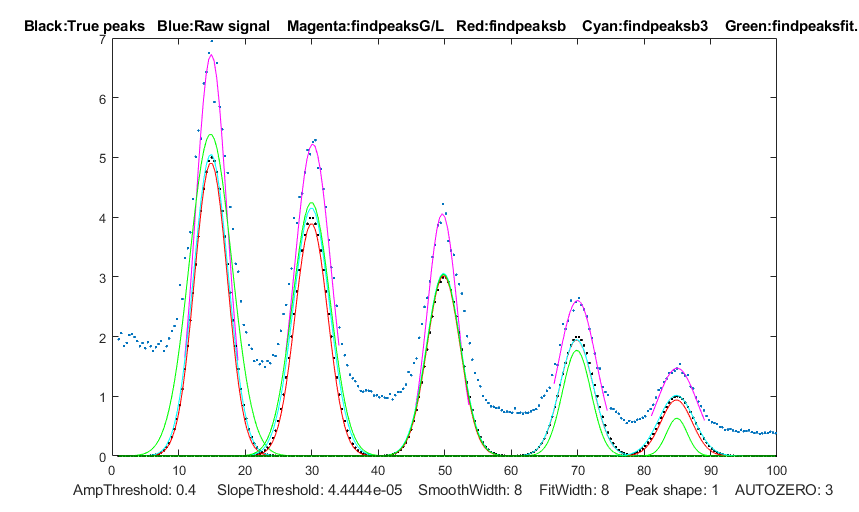 Black:True peaks Blue:Raw signal Magenta:findpeaksG/L Red:findpeaksb Cyan:findpeaksb3 Green:findpeaksfit.
7
6
5
4
3
2
1
0
0 10 20 30 40 50 60 70 80 90 100
AmpThreshold: 0.4 SlopeThreshold: 4.4444e-05 SmoothWidth: 8 FitWidth: 8 Peak shape: 1 AUTOZERO: 3